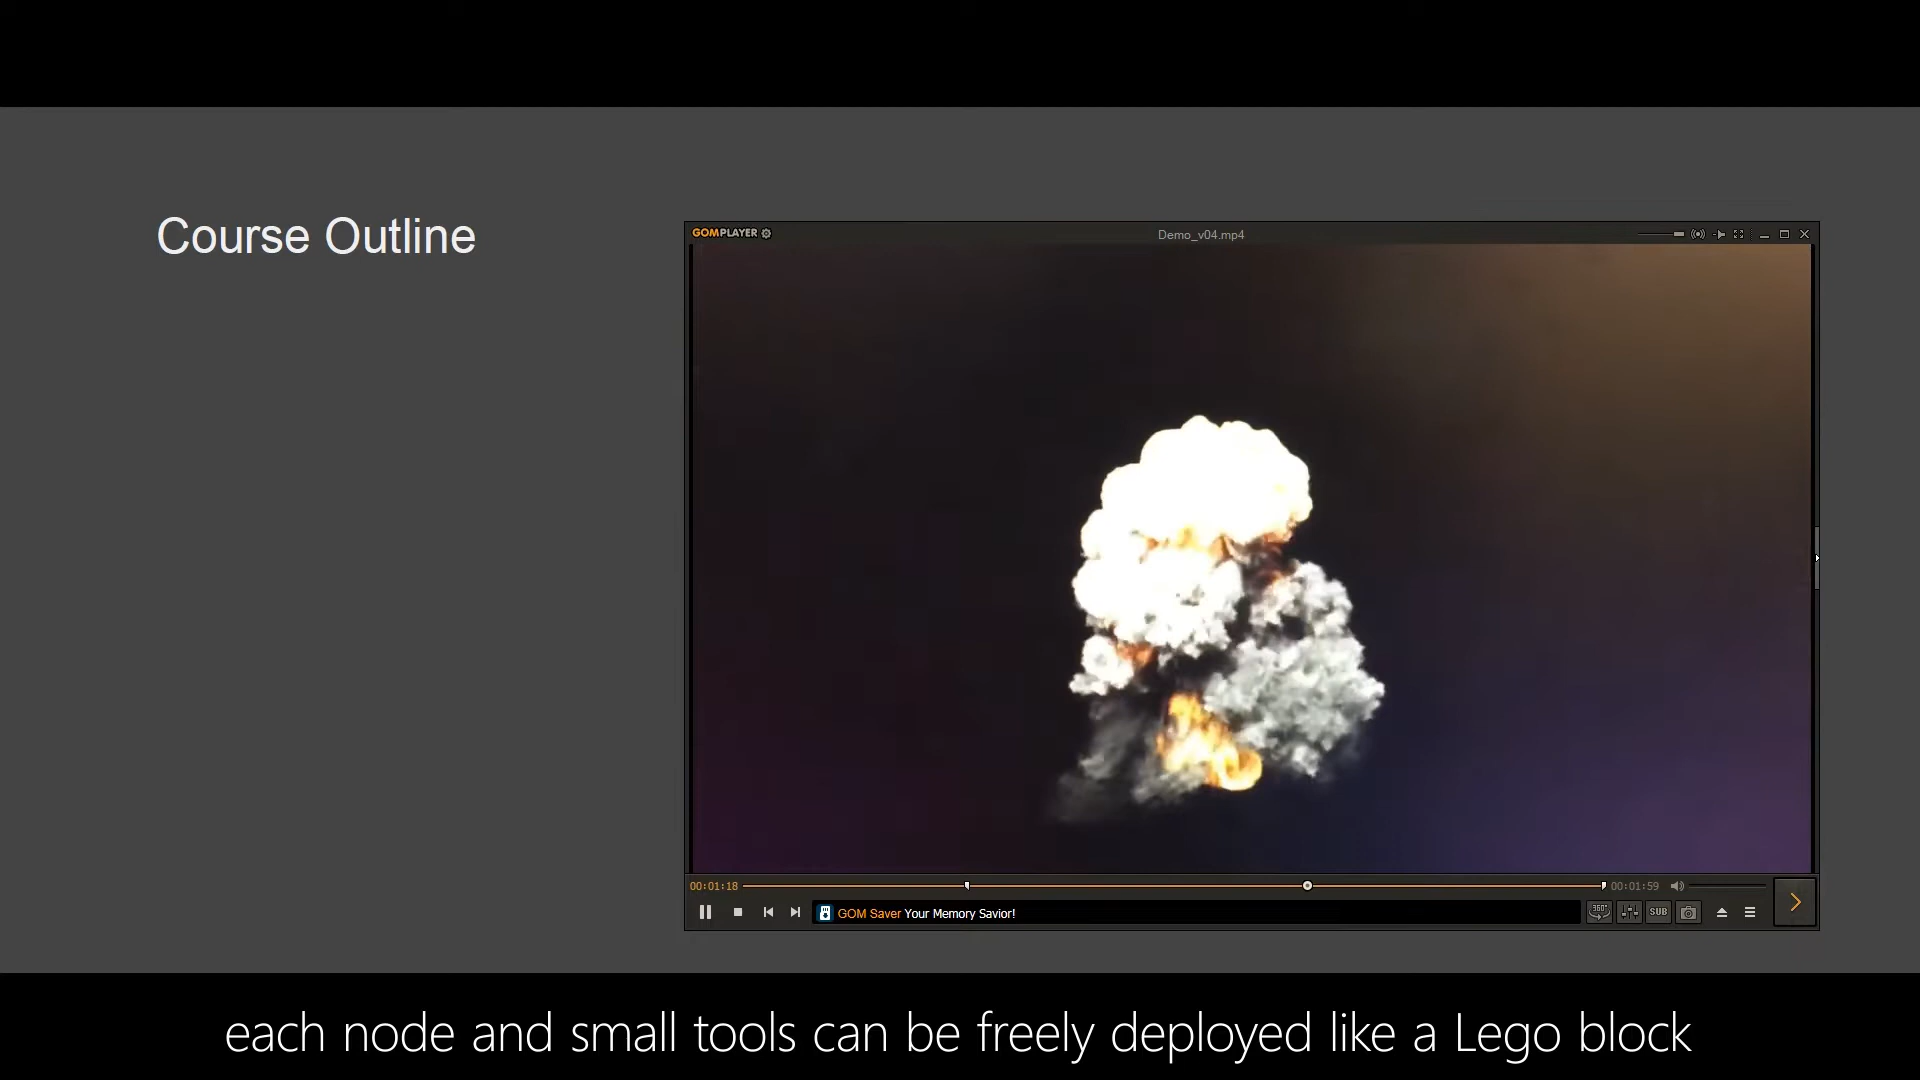 Course Outline
GOMPLAYER
Demo_v04.mp4
00:01:18
00:01:59
GOM Saver Your Memory Savior!
360°
SUB
each node and small tools can be freely deployed like a Lego block